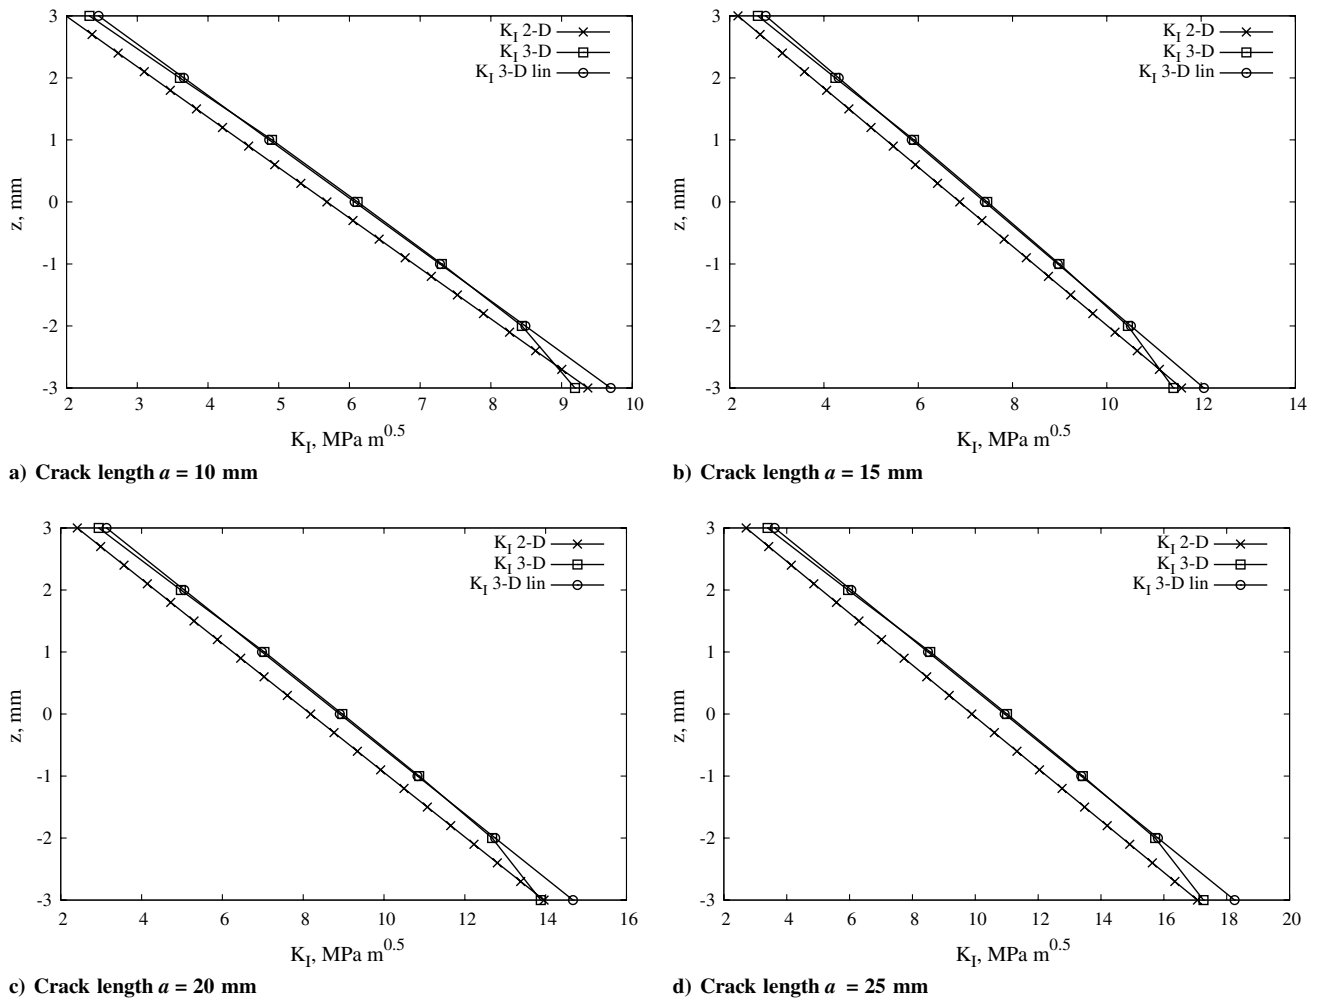 3
2
1
0
-1
-2
-3
z, mm
2 3 4 5 6 7 8 9 10
K_I, MPa m^0.5
K_I 2-D
K_I 3-D
K_I 3-D lin
a) Crack length a = 10 mm
3
2
1
0
-1
-2
-3
z, mm
2 4 6 8 10 12 14
K_I, MPa m^0.5
K_I 2-D
K_I 3-D
K_I 3-D lin
b) Crack length a = 15 mm
3
2
1
0
-1
-2
-3
z, mm
2 4 6 8 10 12 14 16
K_I, MPa m^0.5
K_I 2-D
K_I 3-D
K_I 3-D lin
c) Crack length a = 20 mm
3
2
1
0
-1
-2
-3
z, mm
2 4 6 8 10 12 14 16 18 20
K_I, MPa m^0.5
K_I 2-D
K_I 3-D
K_I 3-D lin
d) Crack length a = 25 mm